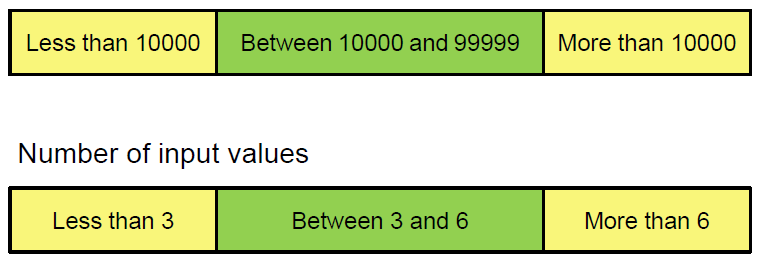 Less than 10000 Between 10000 and 99999 More than 10000
Number of input values
Less than 3 Between 3 and 6 More than 6